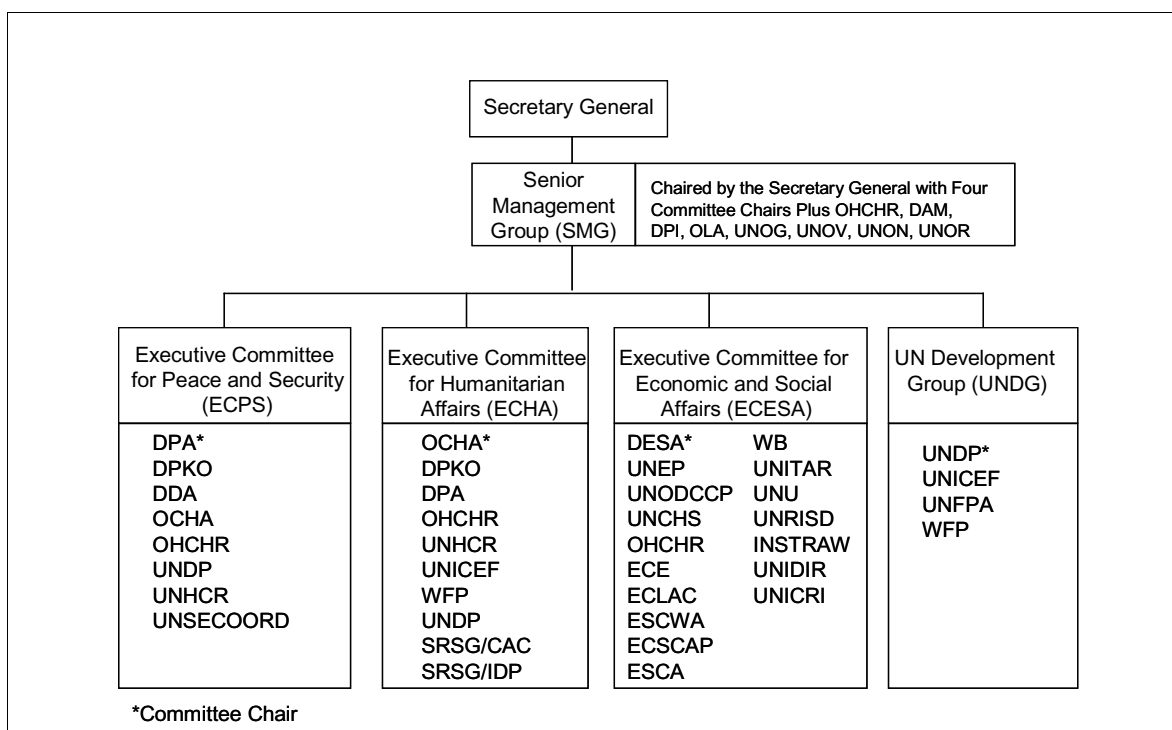 Secretary General
Senior
Management
Group (SMG)
Chaired by the Secretary General with Four
Committee Chairs Plus OHCHR, DAM,
DPI, OLA, UNOG, UNOV, UNON, UNOR
Executive Committee
for Peace and Security
(ECPS)
DPA*
DPKO
DDA
OCHA
OHCHR
UNDP
UNHCR
UNSECOORD
Executive Committee
for Humanitarian
Affairs (ECHA)
OCHA*
DPKO
DPA
OHCHR
UNHCR
UNICEF
WFP
UNDP
SRSG/CAC
SRSG/IDP
Executive Committee for
Economic and Social
Affairs (ECESA)
DESA*
UNEP
UNODCCP
UNCHS
OHCHR
ECE
ECLAC
ESCWA
ECSCAP
ESCA
WB
UNITAR
UNU
UNRISD
INSTRAW
UNIDIR
UNICRI
UN Development
Group (UNDG)
UNDP*
UNICEF
UNFPA
WFP
*Committee Chair